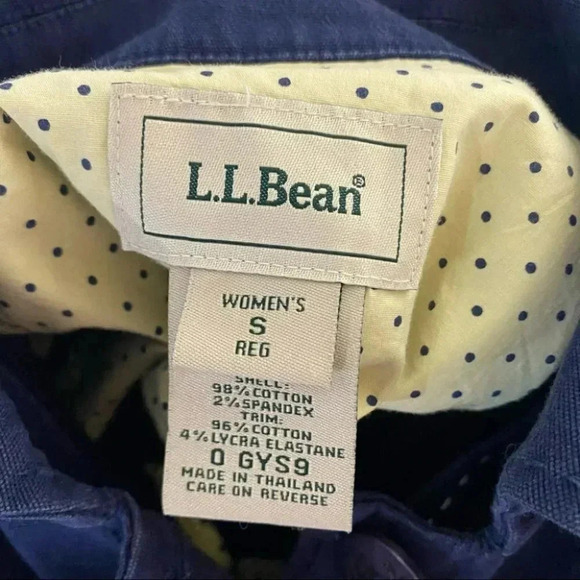 L.L.Bean®
WOMEN'S
S
REG
SHELL:
98% COTTON
2% SPANDEX
TRIM:
96% COTTON
4% LYCRA ELASTANE
0 GYS9
MADE IN THAILAND
CARE ON REVERSE